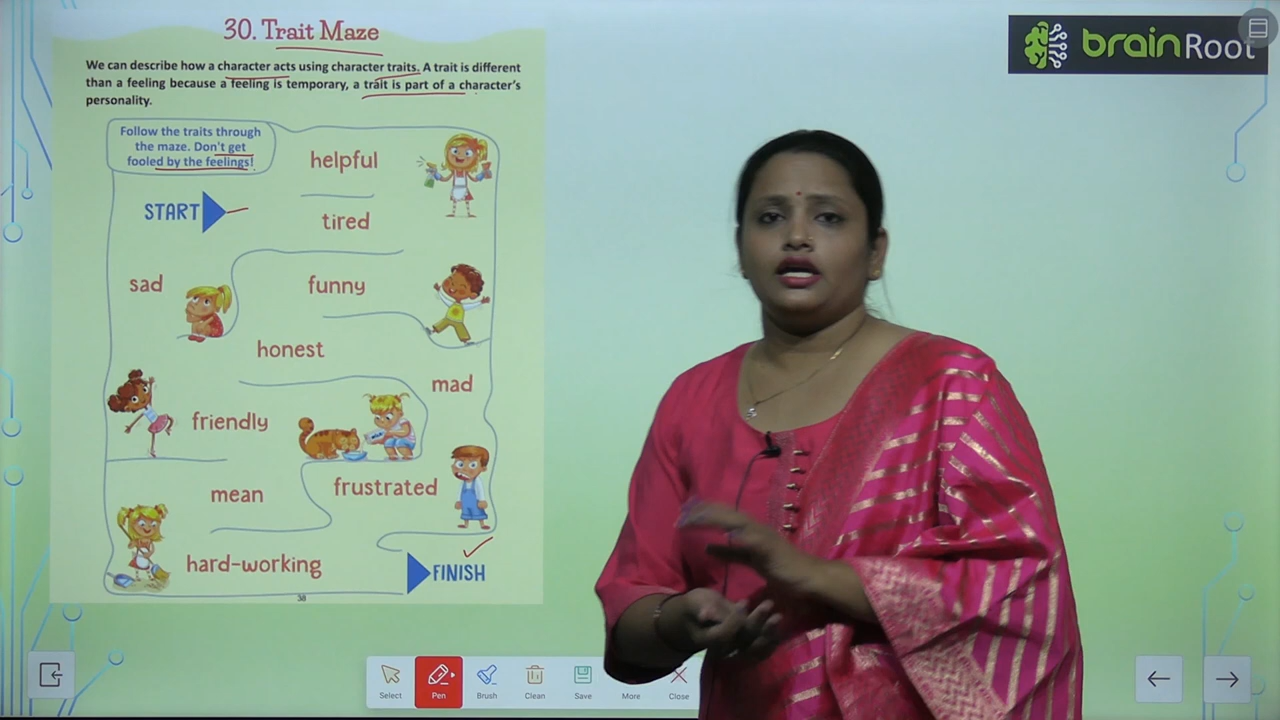 30. Trait Maze
We can describe how a character acts using character traits. A trait is different
than a feeling because a feeling is temporary, a trait is part of a character's
personality.
Follow the traits through
the maze. Don't get
fooled by the feelings!
helpful
START
tired
sad
funny
honest
mad
friendly
mean
frustrated
hard-working
FINISH
38
brainRoot
Select
Pen
Brush
Clean
Save
More
Close